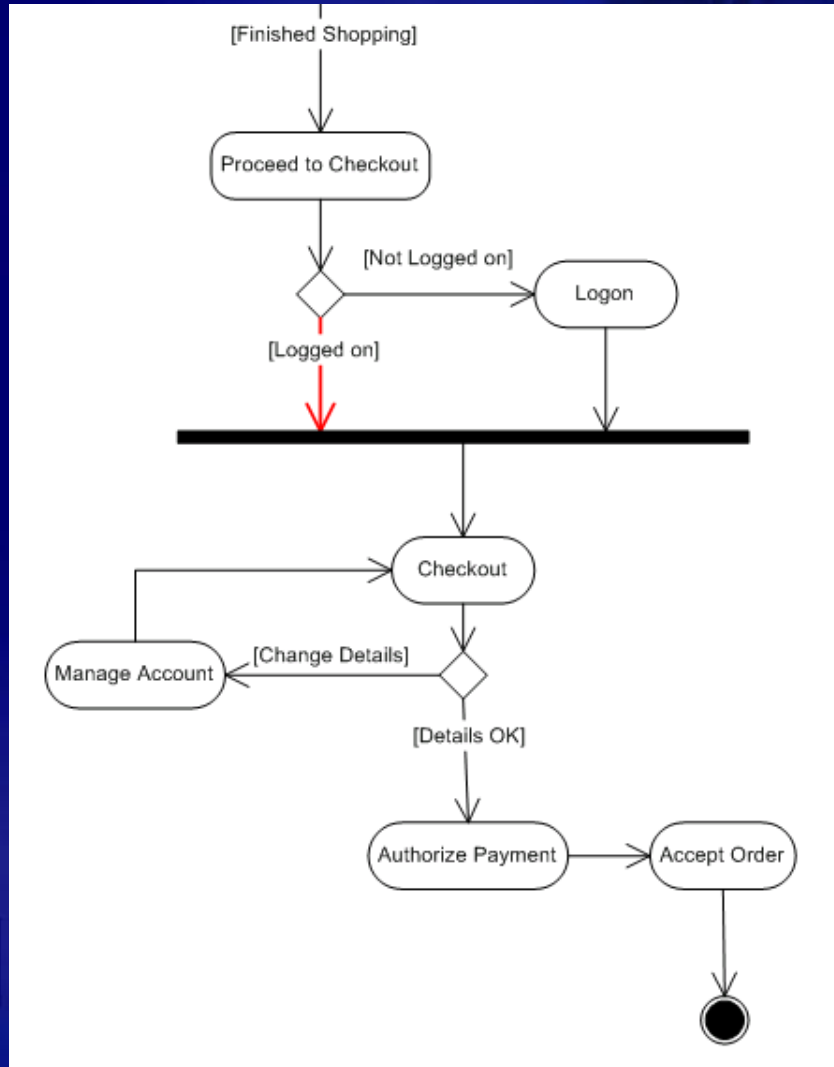 [Finished Shopping]
Proceed to Checkout
[Not Logged on]
Logon
[Logged on]
Checkout
[Change Details]
Manage Account
[Details OK]
Authorize Payment
Accept Order